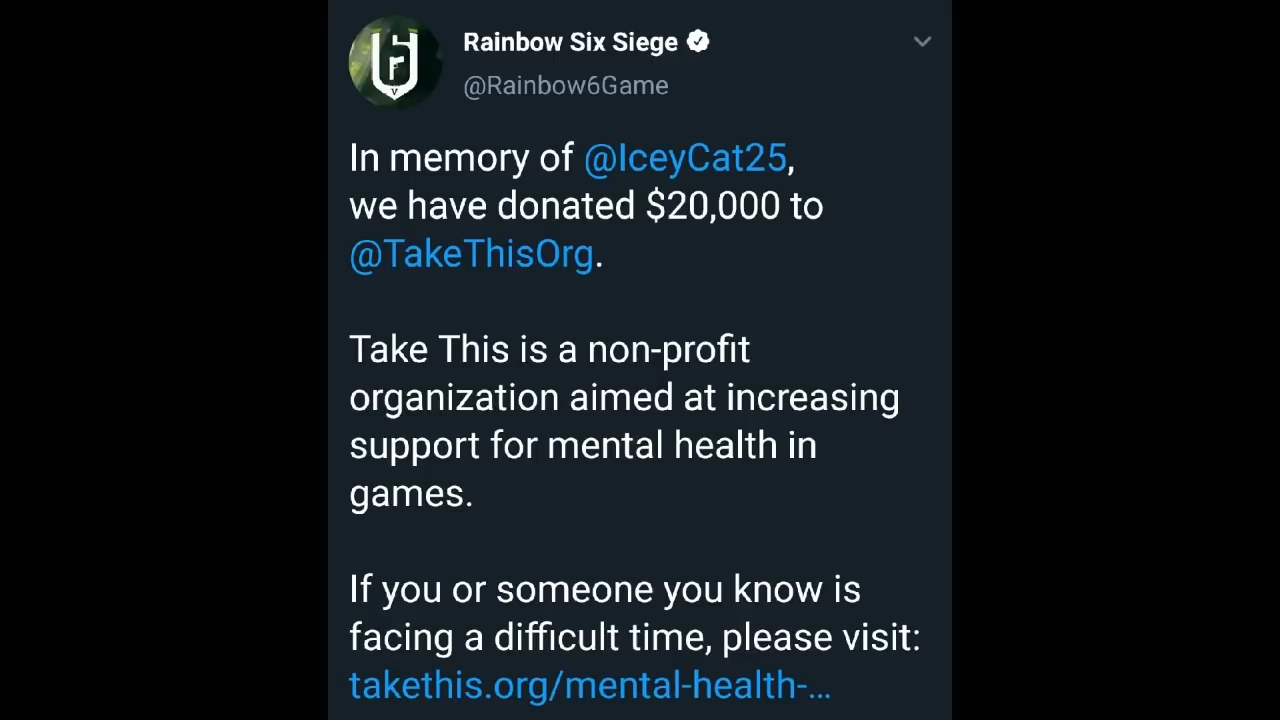 Rainbow Six Siege
@Rainbow6Game
In memory of @IceyCat25,
we have donated $20,000 to
@TakeThisOrg.
Take This is a non-profit
organization aimed at increasing
support for mental health in
games.
If you or someone you know is
facing a difficult time, please visit:
takethis.org/mental-health-...